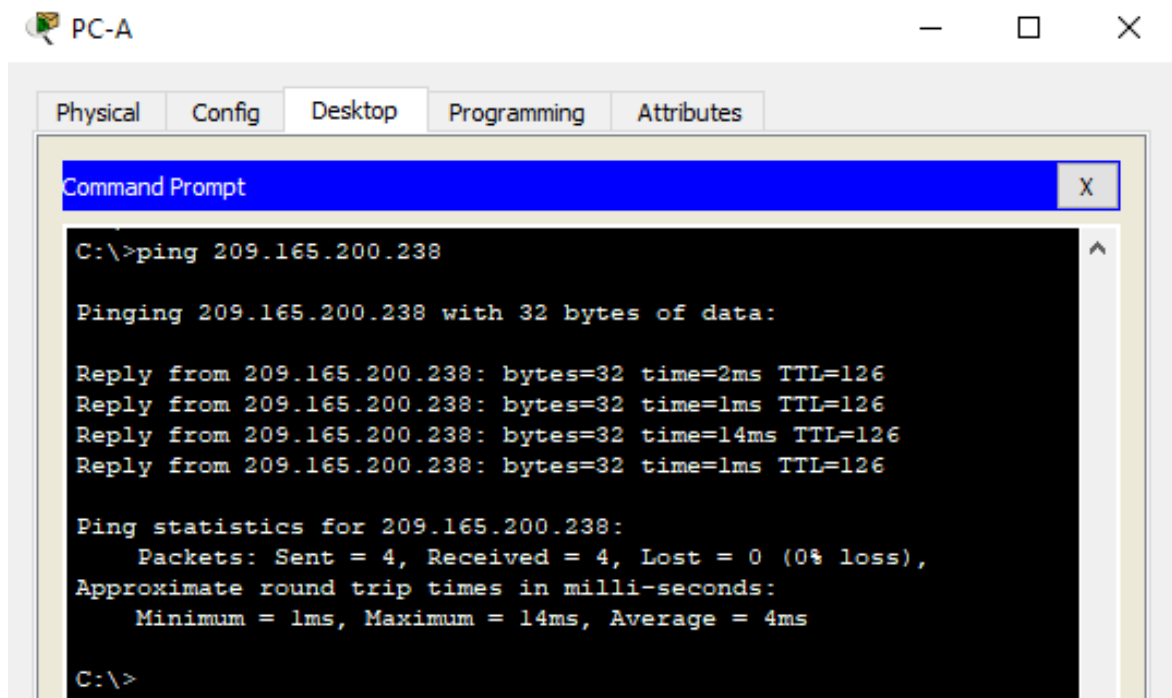 PC-A
Physical Config Desktop Programming Attributes
Command Prompt X
C:\>ping 209.165.200.238
Pinging 209.165.200.238 with 32 bytes of data:
Reply from 209.165.200.238: bytes=32 time=2ms TTL=126
Reply from 209.165.200.238: bytes=32 time=1ms TTL=126
Reply from 209.165.200.238: bytes=32 time=14ms TTL=126
Reply from 209.165.200.238: bytes=32 time=1ms TTL=126
Ping statistics for 209.165.200.238:
Packets: Sent = 4, Received = 4, Lost = 0 (0% loss),
Approximate round trip times in milli-seconds:
Minimum = 1ms, Maximum = 14ms, Average = 4ms
C:\>